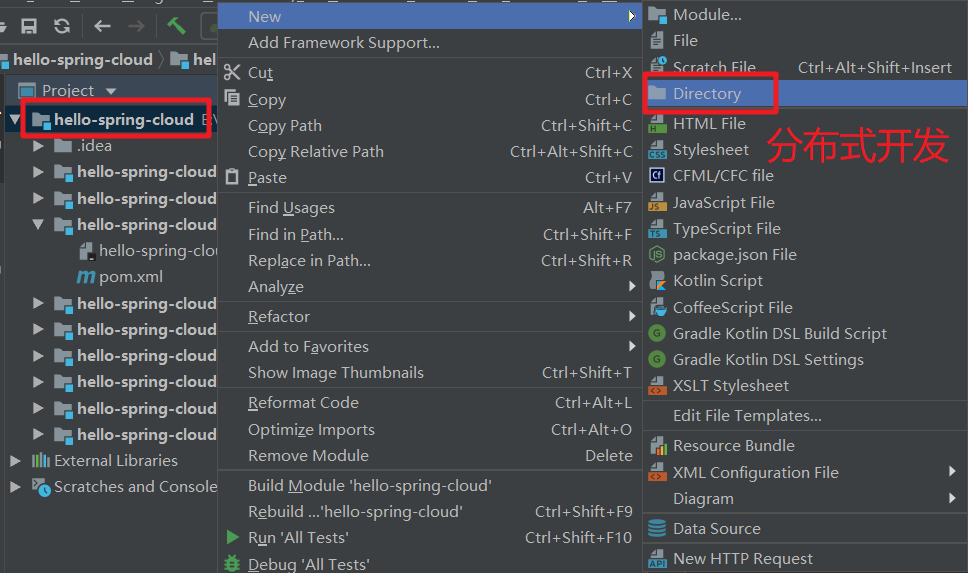 New
Add Framework Support...
Cut Ctrl+X
Copy Ctrl+C
Copy Path Ctrl+Shift+C
Copy Relative Path Ctrl+Alt+Shift+C
Paste Ctrl+V
Find Usages Alt+F7
Find in Path... Ctrl+Shift+F
Replace in Path... Ctrl+Shift+R
Analyze
Refactor
Add to Favorites
Show Image Thumbnails Ctrl+Shift+T
Reformat Code Ctrl+Alt+L
Optimize Imports Ctrl+Alt+O
Remove Module Delete
Build Module 'hello-spring-cloud'
Rebuild ...'hello-spring-cloud' Ctrl+Shift+F9
Run 'All Tests' Ctrl+Shift+F10
Debug 'All Tests'
Module...
File
Scratch File Ctrl+Alt+Shift+Insert
Directory
HTML File
Stylesheet
CFML/CFC file
JavaScript File
TypeScript File
package.json File
Kotlin Script
CoffeeScript File
Gradle Kotlin DSL Build Script
Gradle Kotlin DSL Settings
XSLT Stylesheet
Edit File Templates...
Resource Bundle
XML Configuration File
Diagram
Data Source
New HTTP Request
分布式开发
hello-spring-cloud
hel
Project
hello-spring-cloud
.idea
hello-spring-cloud
hello-spring-cloud
hello-spring-cloud
hello-spring-clou
pom.xml
hello-spring-cloud
hello-spring-cloud
hello-spring-cloud
hello-spring-cloud
hello-spring-cloud
hello-spring-cloud
External Libraries
Scratches and Console